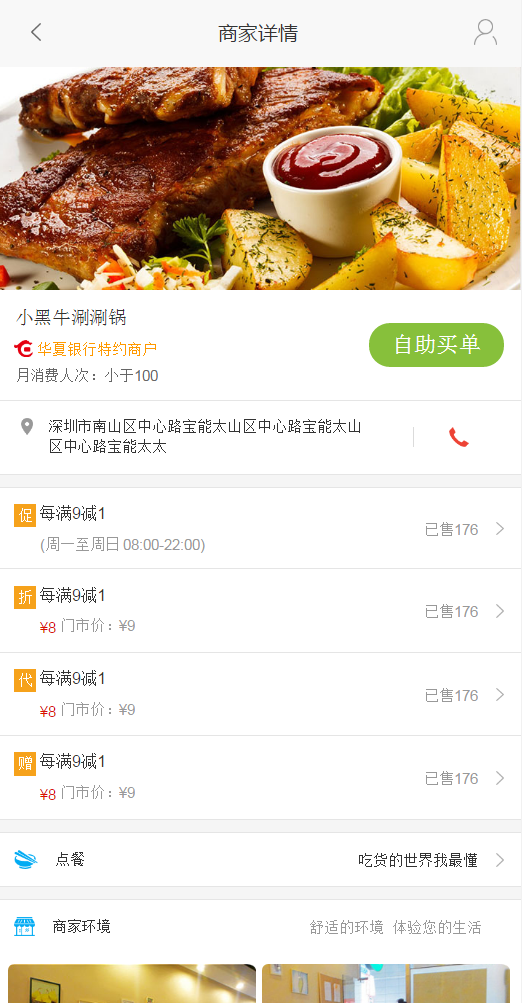 商家详情
小黑牛涮涮锅
华夏银行特约商户
自助买单
月消费人次：小于100
深圳市南山区中心路宝能太山区中心路宝能太山
区中心路宝能太太
促 每满9减1
(周一至周日 08:00-22:00)
已售176
折 每满9减1
¥8 门市价：¥9
已售176
代 每满9减1
¥8 门市价：¥9
已售176
赠 每满9减1
¥8 门市价：¥9
已售176
点餐 吃货的世界我最懂
商家环境 舒适的环境 体验您的生活